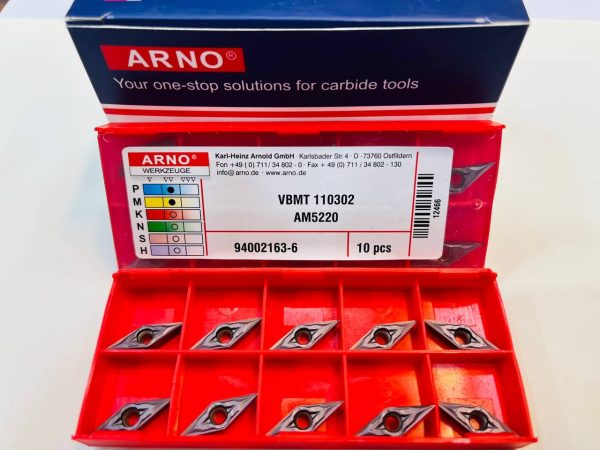 ARNO®
Your one-stop solutions for carbide tools
ARNO®
WERKZEUGE
Karl-Heinz Arnold GmbH · Karlsbader Str. 4 · D -73760 Ostfildern
Fon +49 ( 0) 711/ 34 802 - 0 · Fax + 49 ( 0) 711 / 34 802 - 130
info@arno.de · www.arno.de
P
M
K
N
S
H
VBMT 110302
AM5220
94002163-6
10 pcs
12466